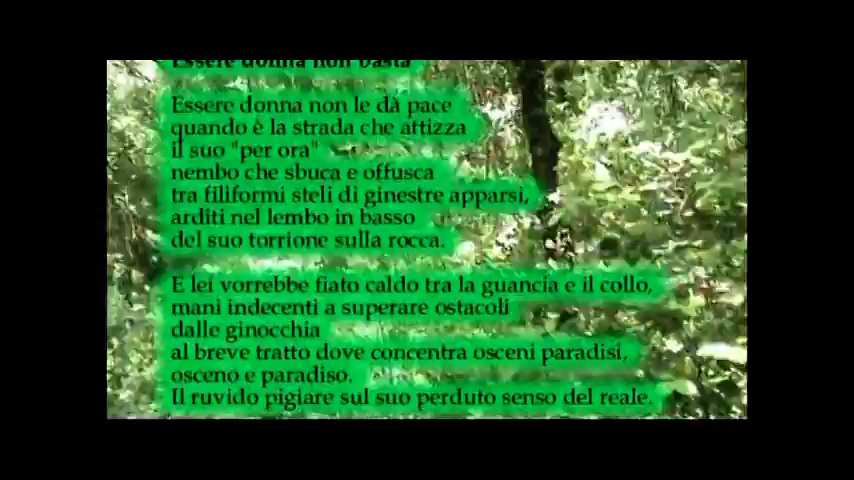 Essere donna non basta
Essere donna non le dà pace
quando è la strada che attizza
il suo "per ora"
nembo che sbuca e offusca
tra filiformi steli di ginestre apparsi,
arditi nel lembo in basso
del suo torrione sulla rocca.
E lei vorrebbe fiato caldo tra la guancia e il collo,
mani indecenti a superare ostacoli
dalle ginocchia
al breve tratto dove concentra osceni paradisi,
osceno e paradiso.
Il ruvido pigiare sul suo perduto senso del reale.